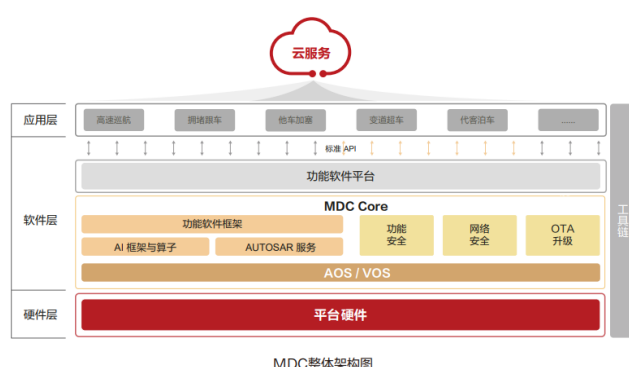 云服务
应用层
高速巡航
拥堵跟车
他车加塞
变道超车
代客泊车
......
标准 API
软件层
功能软件平台
MDC Core
功能软件框架
AI 框架与算子
AUTOSAR 服务
功能
安全
网络
安全
OTA
升级
AOS / VOS
硬件层
平台硬件
工具链
MDC整体架构图